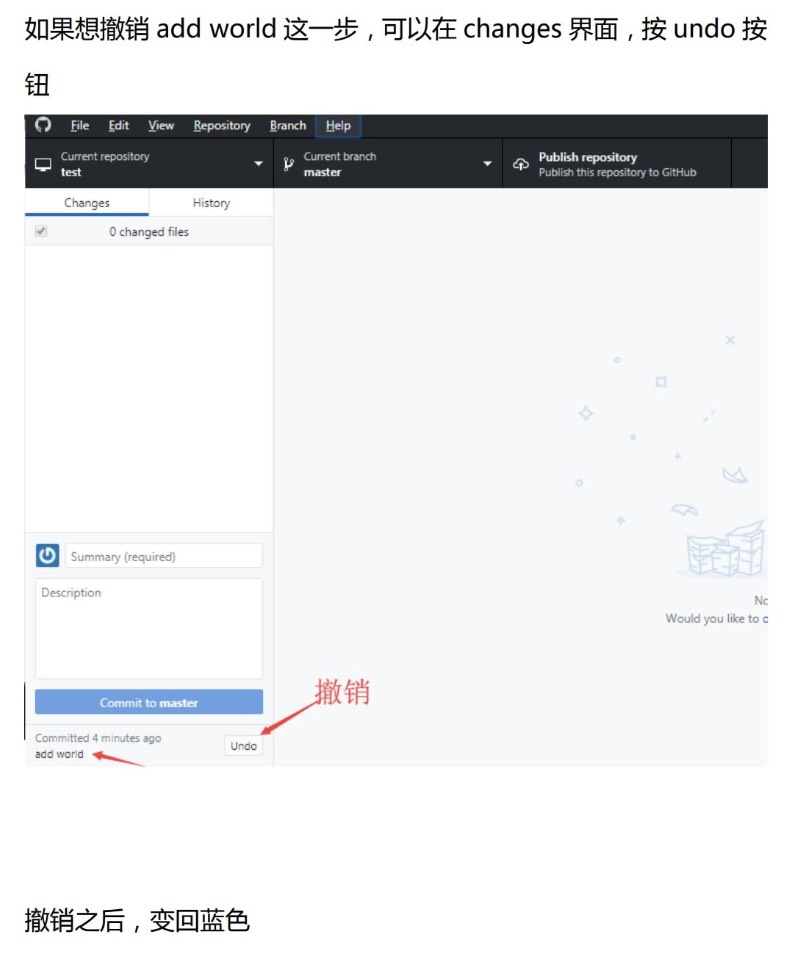 如果想撤销 add world 这一步，可以在 changes 界面，按 undo 按
钮
File Edit View Repository Branch Help
Current repository
test
Current branch
master
Publish repository
Publish this repository to GitHub
Changes History
0 changed files
Summary (required)
Description
No
Would you like to o
撤销
Commit to master
Committed 4 minutes ago
Undo
add world
撤销之后，变回蓝色